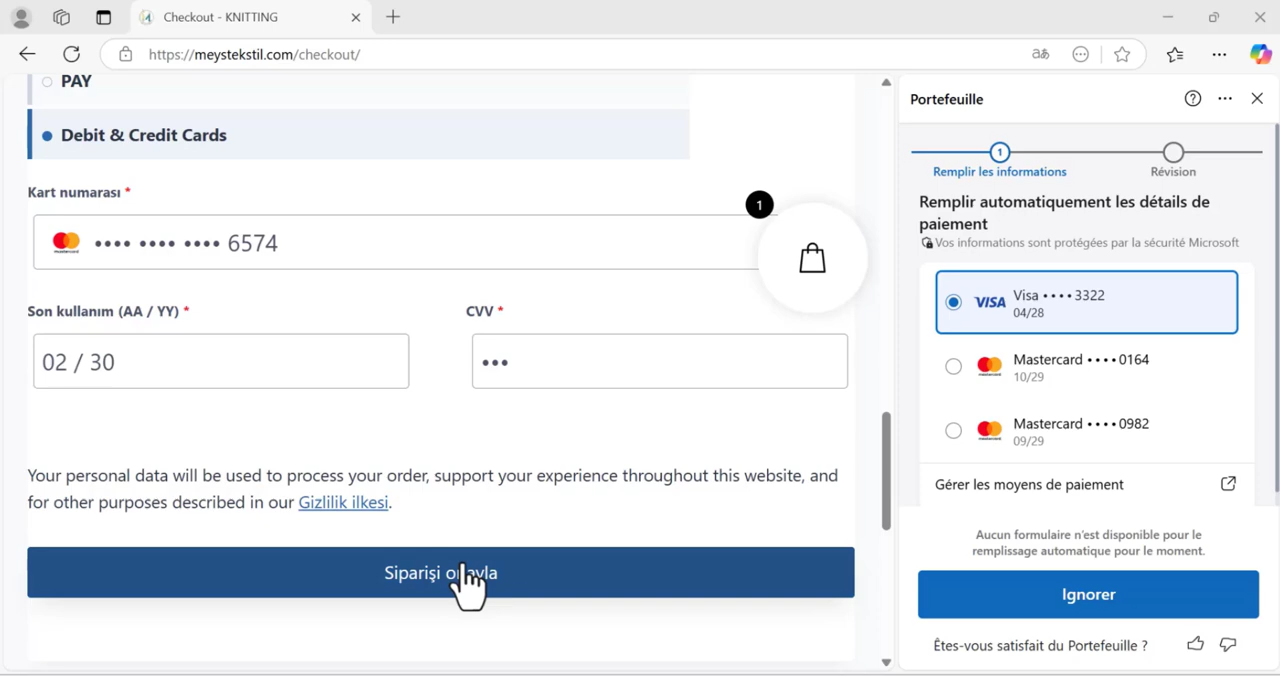 Checkout - KNITTING
https://meystekstil.com/checkout/
PAY
Debit & Credit Cards
Kart numarası *
•••• •••• •••• 6574
1
Son kullanım (AA / YY) *
CVV *
02 / 30
•••
Your personal data will be used to process your order, support your experience throughout this website, and
for other purposes described in our Gizlilik ilkesi.
Portefeuille
1
Remplir les informations
Révision
Remplir automatiquement les détails de
paiement
Vos informations sont protégées par la sécurité Microsoft
VISA Visa •••• 3322
04/28
Mastercard •••• 0164
10/29
Mastercard •••• 0982
09/29
Gérer les moyens de paiement
Aucun formulaire n'est disponible pour le
remplissage automatique pour le moment.
Ignorer
Êtes-vous satisfait du Portefeuille ?
Siparişi